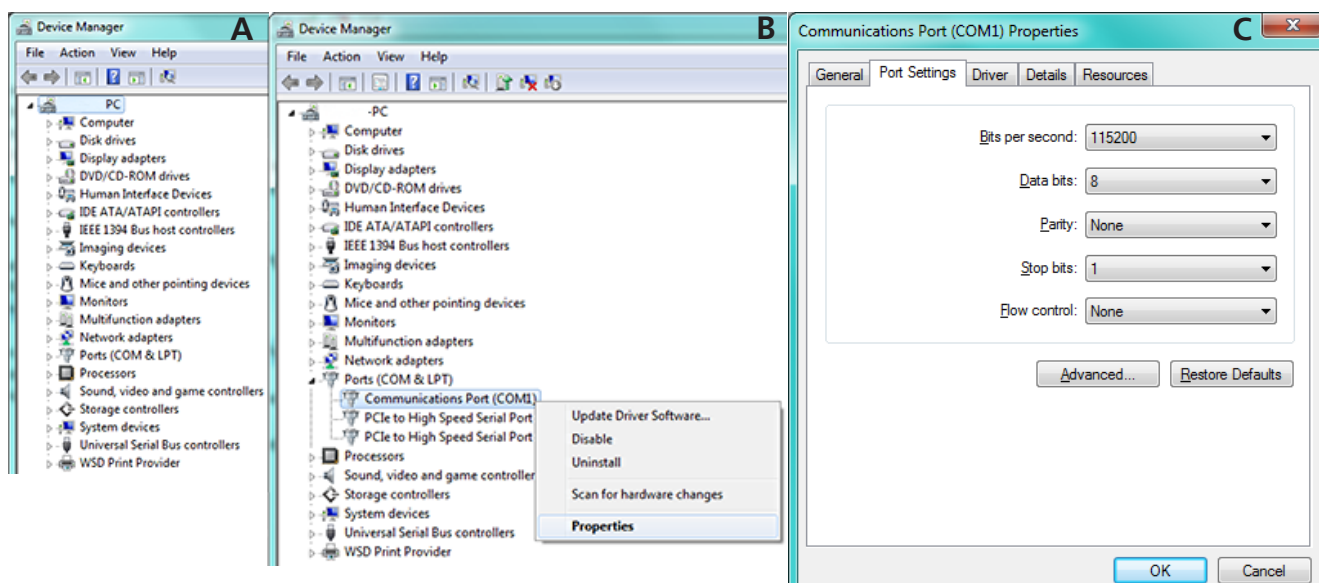 Device Manager
A
File Action View Help
PC
Computer
Disk drives
Display adapters
DVD/CD-ROM drives
Human Interface Devices
IDE ATA/ATAPI controllers
IEEE 1394 Bus host controllers
Imaging devices
Keyboards
Mice and other pointing devices
Monitors
Multifunction adapters
Network adapters
Ports (COM & LPT)
Processors
Sound, video and game controllers
Storage controllers
System devices
Universal Serial Bus controllers
WSD Print Provider
Device Manager
B
File Action View Help
-PC
Computer
Disk drives
Display adapters
DVD/CD-ROM drives
Human Interface Devices
IDE ATA/ATAPI controllers
IEEE 1394 Bus host controllers
Imaging devices
Keyboards
Mice and other pointing devices
Monitors
Multifunction adapters
Network adapters
Ports (COM & LPT)
Communications Port (COM1)
PCIe to High Speed Serial Port
PCIe to High Speed Serial Port
Processors
Sound, video and game controller
Storage controllers
System devices
Universal Serial Bus controllers
WSD Print Provider
Update Driver Software...
Disable
Uninstall
Scan for hardware changes
Properties
Communications Port (COM1) Properties
C
General Port Settings Driver Details Resources
Bits per second: 115200
Data bits: 8
Parity: None
Stop bits: 1
Flow control: None
Advanced... Restore Defaults
OK Cancel